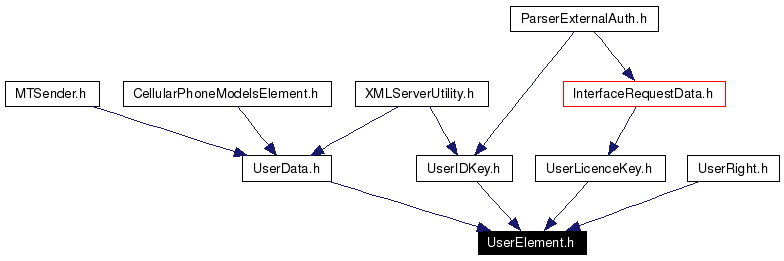 ParserExternalAuth.h
MTSender.h
CellularPhoneModelsElement.h
XMLServerUtility.h
InterfaceRequestData.h
UserData.h
UserIDKey.h
UserLicenceKey.h
UserRight.h
UserElement.h